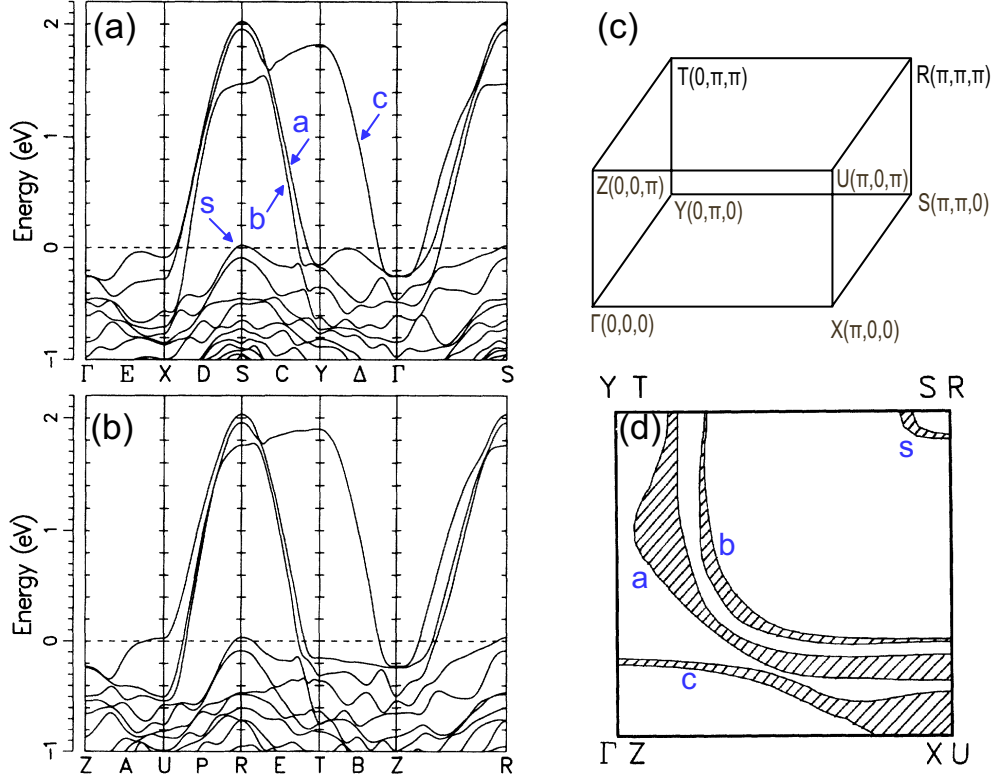 (a)
Energy (eV)
2
1
0
-1
s
b
a
c
Γ Σ X D S C Y Δ Γ S
(b)
Energy (eV)
2
1
0
-1
Z A U P R E T B Z R
(c)
T(0,π,π)
R(π,π,π)
Z(0,0,π)
U(π,0,π)
Y(0,π,0)
S(π,π,0)
Γ(0,0,0)
X(π,0,0)
Y T S R
(d)
s
b
a
c
Γ Z X U